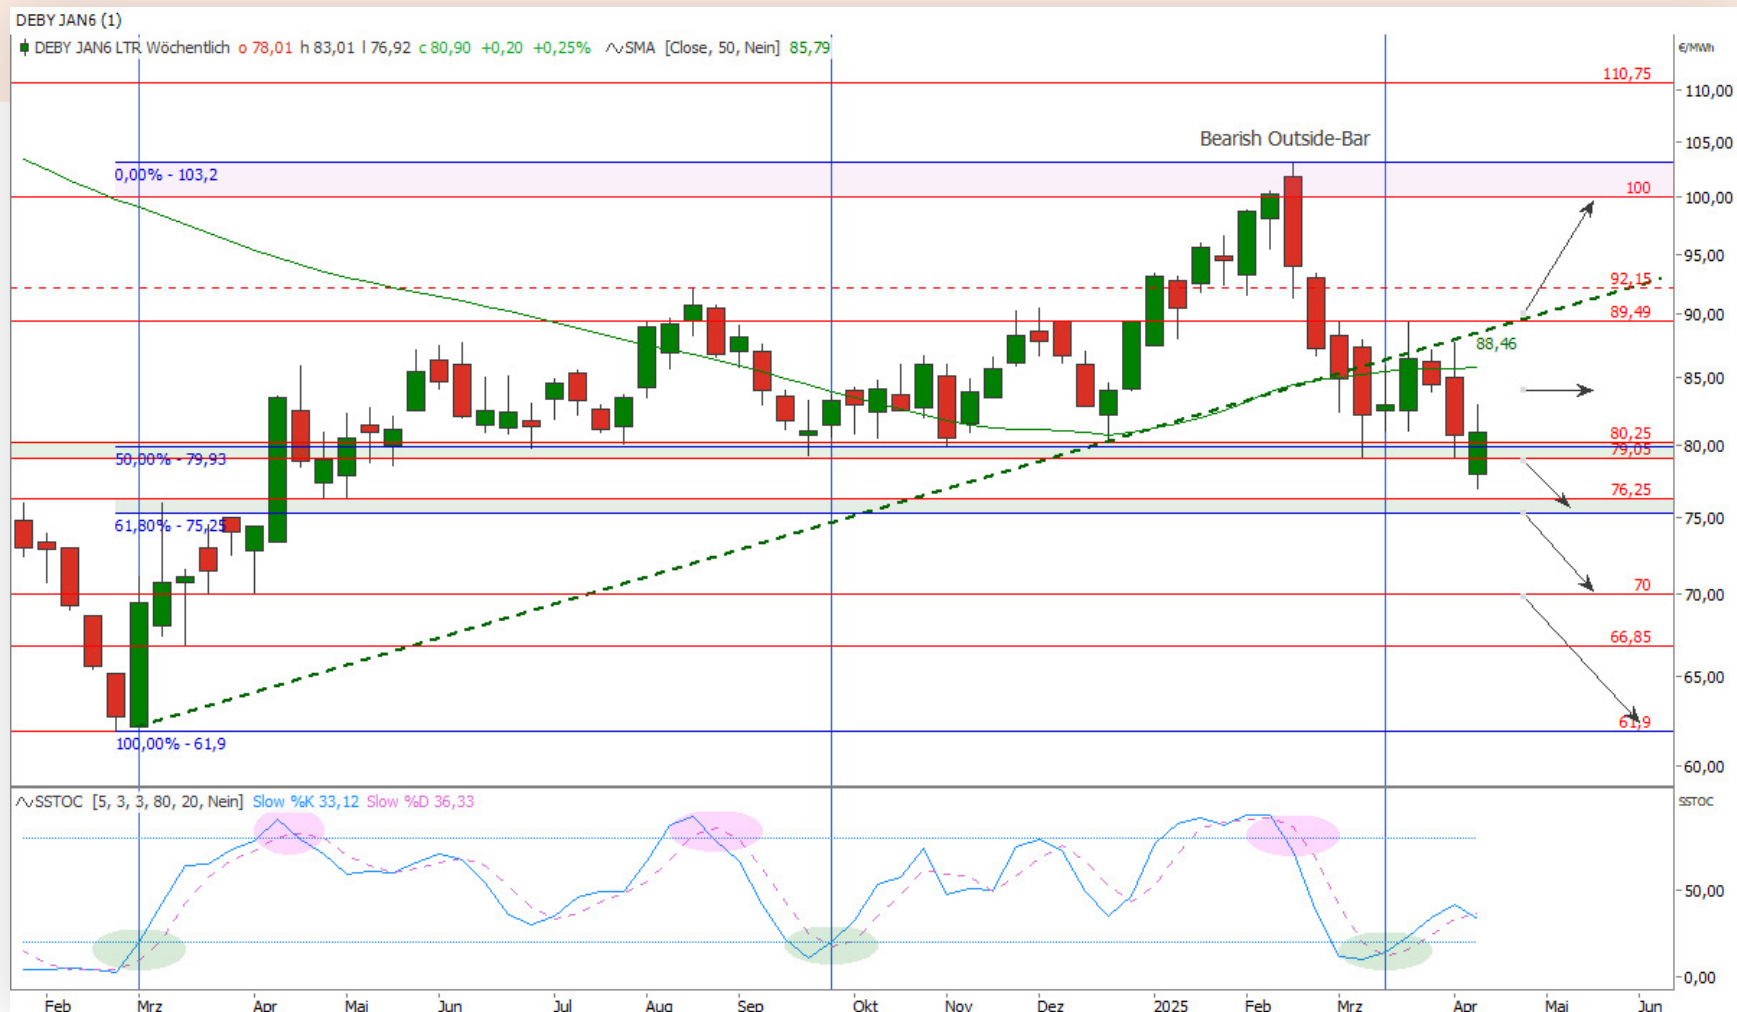 DEBY JAN6 (1)
DEBY JAN6 LTR Wöchentlich o 78,01 h 83,01 l 76,92 c 80,90 +0,20 +0,25% SMA [Close, 50, Nein] 85,79
€/MWh
110,75
110,00
Bearish Outside-Bar
105,00
0,00% - 103,2
100
100,00
95,00
92,15
90,00
89,49
88,46
85,00
80,25
80,00
79,05
50,00% - 79,93
76,25
75,00
61,80% - 75,25
70
70,00
66,85
65,00
61,9
100,00% - 61,9
60,00
SSTOC [5, 3, 3, 80, 20, Nein] Slow %K 33,12 Slow %D 36,33
SSTOC
50,00
0,00
Feb Mrz Apr Mai Jun Jul Aug Sep Okt Nov Dez 2025 Feb Mrz Apr Mai Jun